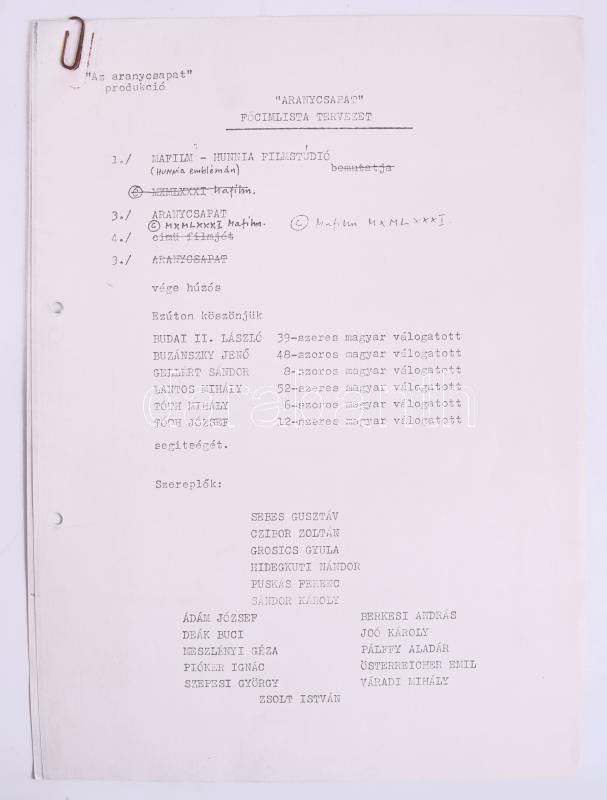 "Az aranycsapat"
produkció
"ARANYCSAPAT"
FŐCIMLISTA TERVEZET
1./ MAFILM - HUNNIA FILMSTÚDIÓ
(HUNNIA emblémán) bemutatja
© MXMLXXXI Mafilm.
3./ ARANYCSAPAT
© MXMLXXXI Mafilm. © Mafilm MXMLXXXI.
4./ cimü filmjét
3./ ARANYCSAPAT
vége húzós
Ezúton köszönjük
BUDAI II. LÁSZLÓ 39-szeres magyar válogatott
BUZÁNSZKY JENŐ 48-szoros magyar válogatott
GELLÉRT SÁNDOR 8-szoros magyar válogatott
LANTOS MIHÁLY 52-szeres magyar válogatott
TÓTH MIHÁLY 6-szoros magyar válogatott
TÓTH JÓZSEF 12-szeres magyar válogatott
segitségét.
darabanth
Szereplők:
SEBES GUSZTÁV
CZIBOR ZOLTÁN
GROSICS GYULA
HIDEGKUTI NÁNDOR
PUSKÁS FERENC
SÁNDOR KÁROLY
ÁDÁM JÓZSEF BERKESI ANDRÁS
DEÁK BUCI JOÓ KÁROLY
MESZLÉNYI GÉZA PÁLFFY ALADÁR
PIÓKER IGNÁC ÖSTERREICHER EMIL
SZEPESI GYÖRGY VÁRADI MIHÁLY
ZSOLT ISTVÁN